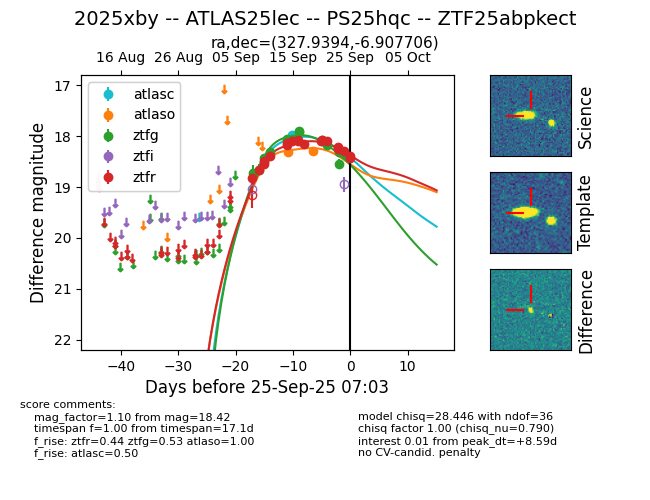 2025xby -- ATLAS25lec -- PS25hqc -- ZTF25abpkect
ra,dec=(327.9394,-6.907706)
16 Aug 26 Aug 05 Sep 15 Sep 25 Sep 05 Oct
17
18
19
20
21
22
Difference magnitude
atlasc
atlaso
ztfg
ztfi
ztfr
−40 −30 −20 −10 0 10
Days before 25-Sep-25 07:03
Science
Template
Difference
score comments:
mag_factor=1.10 from mag=18.42
timespan f=1.00 from timespan=17.1d
f_rise: ztfr=0.44 ztfg=0.53 atlaso=1.00
f_rise: atlasc=0.50
model chisq=28.446 with ndof=36
chisq factor 1.00 (chisq_nu=0.790)
interest 0.01 from peak_dt=+8.59d
no CV-candid. penalty